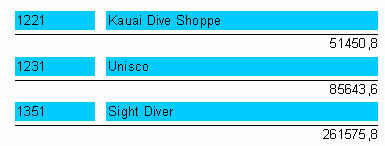 1221 Kauai Dive Shoppe
51450,8
1231 Unisco
85643,6
1351 Sight Diver
261575,8